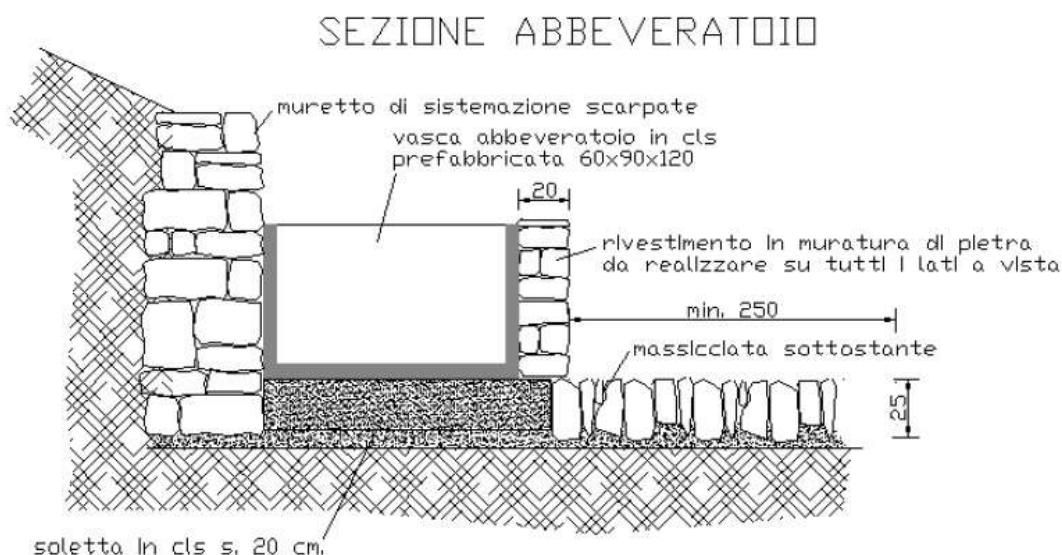 SEZIONE ABBEVERATOIO
muretto di sistemazione scarpate
vasca abbeveratoio in cls
prefabbricata 60x90x120
20
rivestimento in muratura di pietra
da realizzare su tutti i lati a vista
min. 250
massicciata sottostante
25
soletta in cls s. 20 cm.